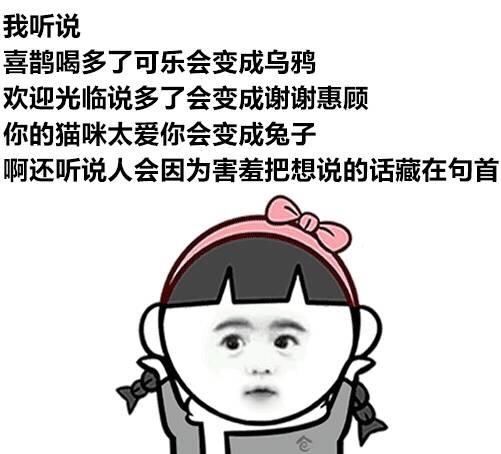 我听说
喜鹊喝多了可乐会变成乌鸦
欢迎光临说多了会变成谢谢惠顾
你的猫咪太爱你会变成兔子
啊还听说人会因为害羞把想说的话藏在句首